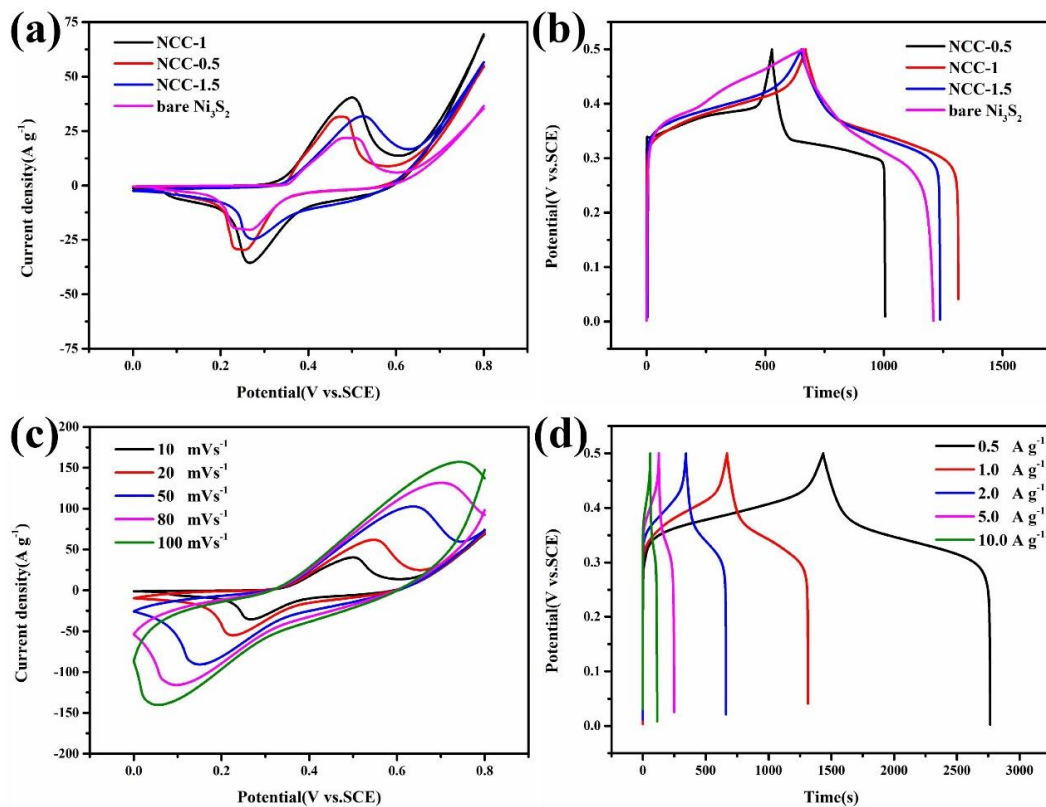 (a)
NCC-1
NCC-0.5
NCC-1.5
bare Ni₃S₂
75
50
25
0
-25
-50
-75
Current density(A g⁻¹)
0.0 0.2 0.4 0.6 0.8
Potential(V vs.SCE)
(b)
NCC-0.5
NCC-1
NCC-1.5
bare Ni₃S₂
0.5
0.4
0.3
0.2
0.1
0.0
Potential(V vs.SCE)
0 500 1000 1500
Time(s)
(c)
10 mVs⁻¹
20 mVs⁻¹
50 mVs⁻¹
80 mVs⁻¹
100 mVs⁻¹
200
150
100
50
0
-50
-100
-150
-200
Current density(A g⁻¹)
0.0 0.2 0.4 0.6 0.8
Potential(V vs.SCE)
(d)
0.5 A g⁻¹
1.0 A g⁻¹
2.0 A g⁻¹
5.0 A g⁻¹
10.0 A g⁻¹
0.5
0.4
0.3
0.2
0.1
0.0
Potential(V vs.SCE)
0 500 1000 1500 2000 2500 3000
Time(s)